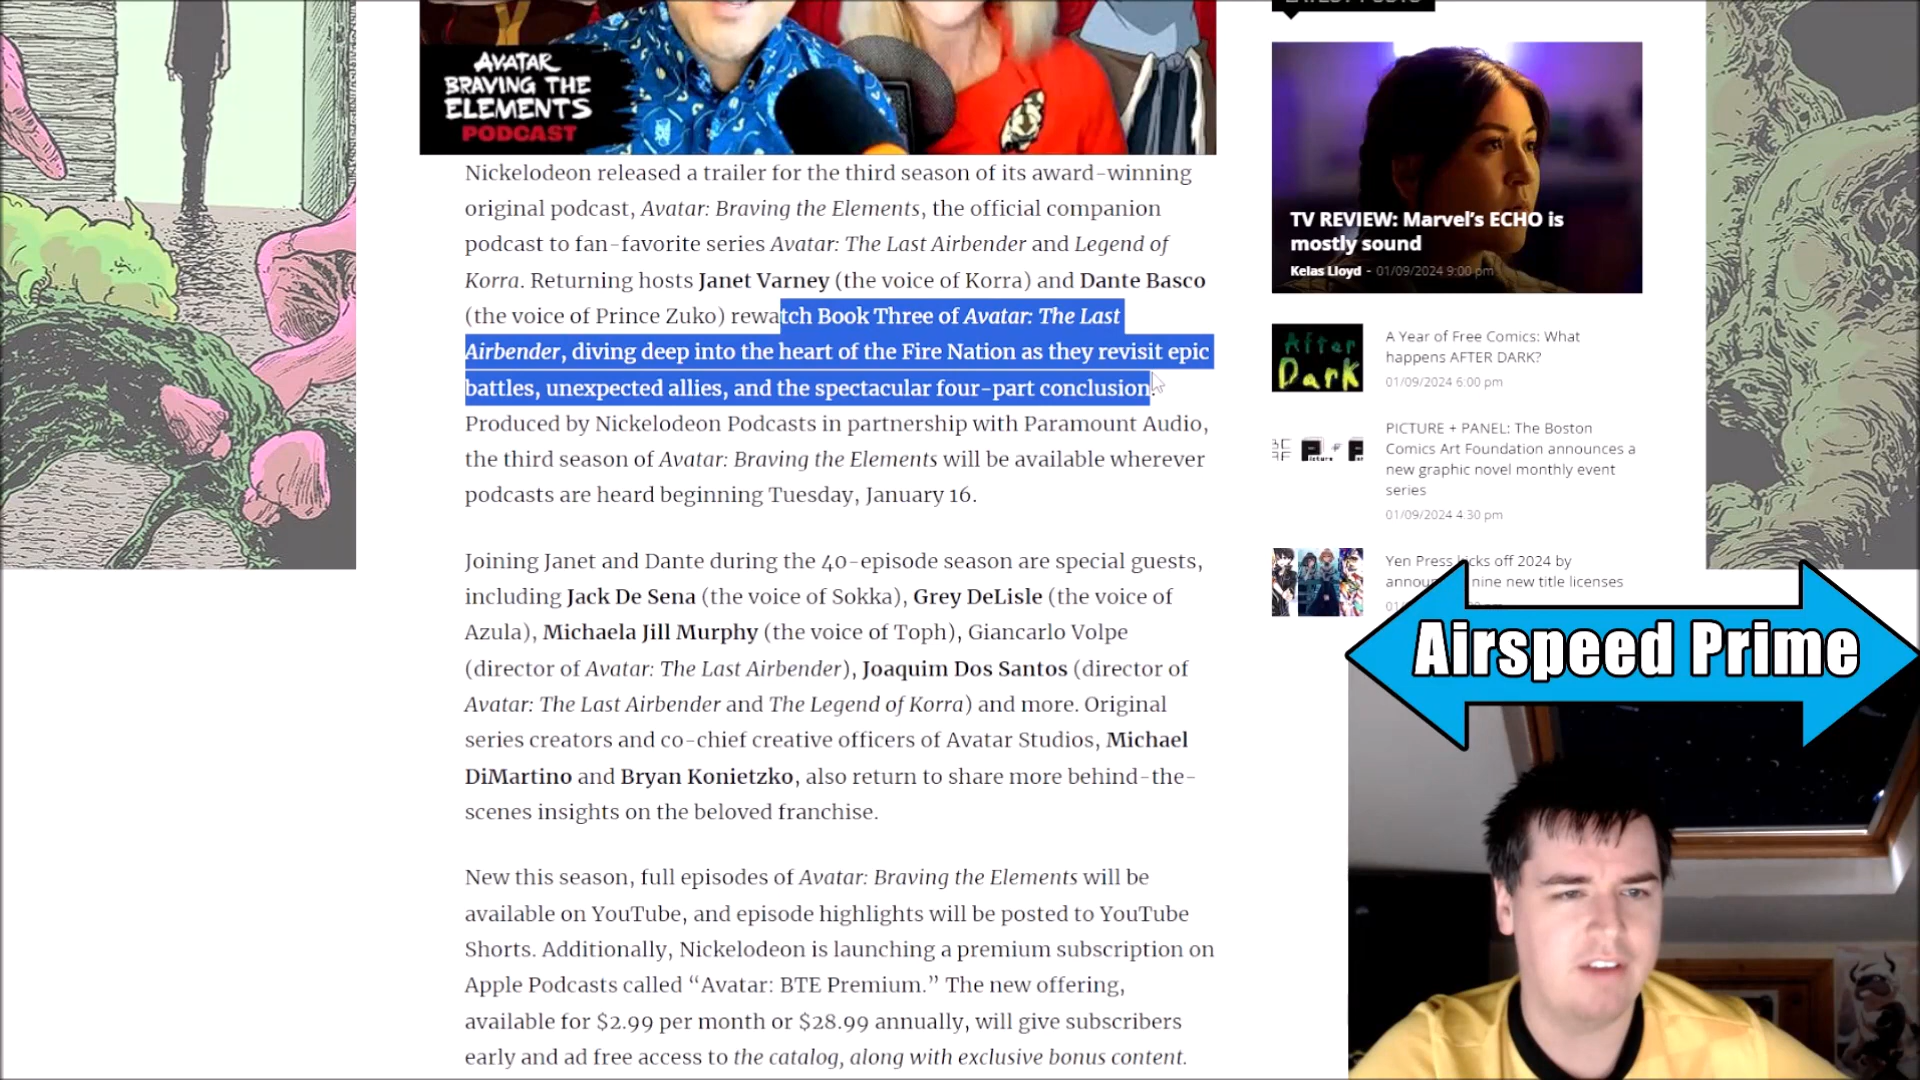 AVATAR
BRAVING THE
ELEMENTS
PODCAST
Nickelodeon released a trailer for the third season of its award-winning
original podcast, Avatar: Braving the Elements, the official companion
podcast to fan-favorite series Avatar: The Last Airbender and Legend of
Korra. Returning hosts Janet Varney (the voice of Korra) and Dante Basco
(the voice of Prince Zuko) rewatch Book Three of Avatar: The Last
Airbender, diving deep into the heart of the Fire Nation as they revisit epic
battles, unexpected allies, and the spectacular four-part conclusion.
Produced by Nickelodeon Podcasts in partnership with Paramount Audio,
the third season of Avatar: Braving the Elements will be available wherever
podcasts are heard beginning Tuesday, January 16.
Joining Janet and Dante during the 40-episode season are special guests,
including Jack De Sena (the voice of Sokka), Grey DeLisle (the voice of
Azula), Michaela Jill Murphy (the voice of Toph), Giancarlo Volpe
(director of Avatar: The Last Airbender), Joaquim Dos Santos (director of
Avatar: The Last Airbender and The Legend of Korra) and more. Original
series creators and co-chief creative officers of Avatar Studios, Michael
DiMartino and Bryan Konietzko, also return to share more behind-the-
scenes insights on the beloved franchise.
New this season, full episodes of Avatar: Braving the Elements will be
available on YouTube, and episode highlights will be posted to YouTube
Shorts. Additionally, Nickelodeon is launching a premium subscription on
Apple Podcasts called “Avatar: BTE Premium.” The new offering,
available for $2.99 per month or $28.99 annually, will give subscribers
early and ad free access to the catalog, along with exclusive bonus content.
LATEST POSTS
TV REVIEW: Marvel’s ECHO is
mostly sound
Kelas Lloyd - 01/09/2024 9:00 pm
After
Dark
A Year of Free Comics: What
happens AFTER DARK?
01/09/2024 6:00 pm
PICTURE + PANEL: The Boston
Comics Art Foundation announces a
new graphic novel monthly event
series
01/09/2024 4:30 pm
Yen Press kicks off 2024 by
nine new title licenses
Airspeed Prime